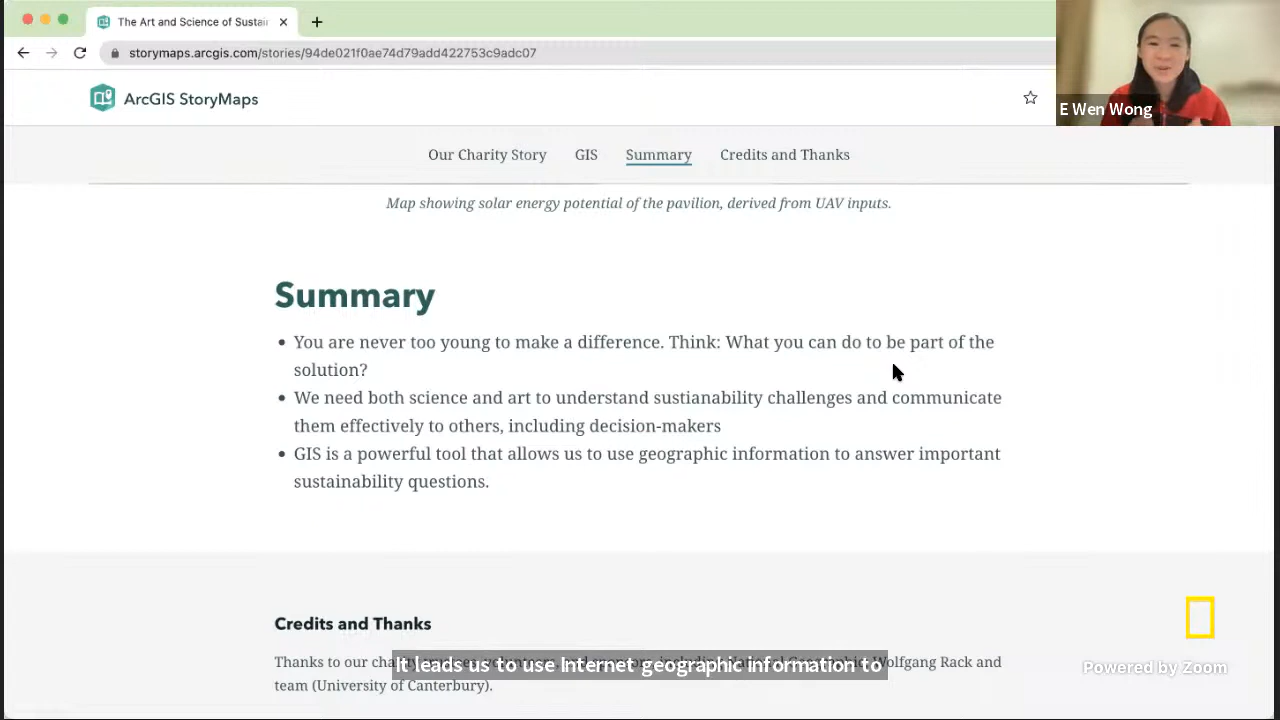 The Art and Science of Sustai
storymaps.arcgis.com/stories/94de021f0ae74d79add422753c9adc07
ArcGIS StoryMaps
E Wen Wong
Our Charity Story GIS Summary Credits and Thanks
Map showing solar energy potential of the pavilion, derived from UAV inputs.
Summary
• You are never too young to make a difference. Think: What you can do to be part of the
solution?
• We need both science and art to understand sustianability challenges and communicate
them effectively to others, including decision-makers
• GIS is a powerful tool that allows us to use geographic information to answer important
sustainability questions.
Credits and Thanks
Thanks to our Wolfgang Rack and
It leads us to use Internet geographic information to
team (University of Canterbury).
Powered by Zoom